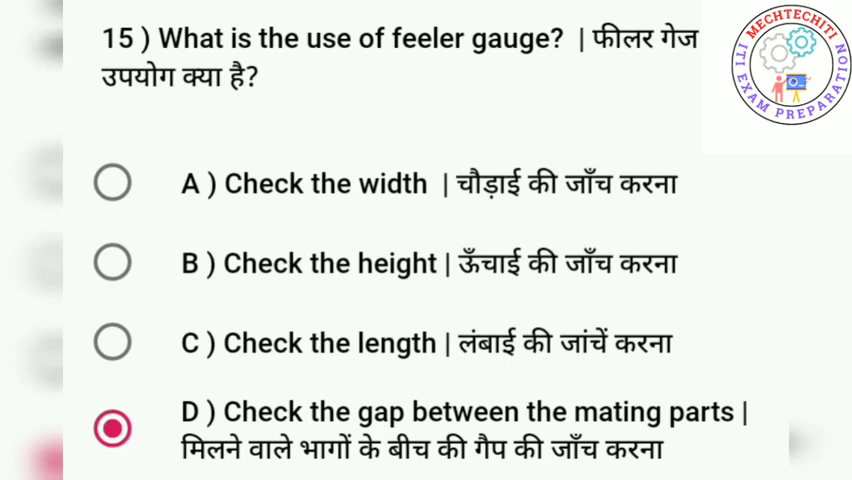 15 ) What is the use of feeler gauge? | फीलर गेज
उपयोग क्या है?
MECHTECHITI
ITI EXAM PREPARATION
A ) Check the width | चौड़ाई की जाँच करना
B ) Check the height | ऊँचाई की जाँच करना
C ) Check the length | लंबाई की जांचें करना
D ) Check the gap between the mating parts |
मिलने वाले भागों के बीच की गैप की जाँच करना